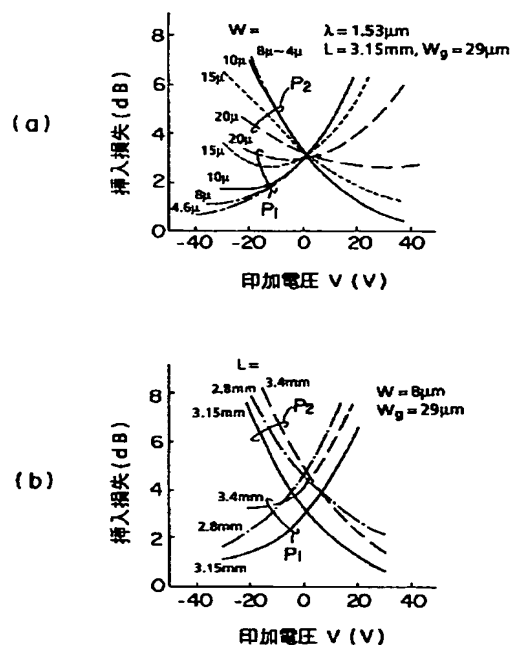 (a)
挿入損失(dB)
8
6
4
2
0
W=
8μ~4μ
10μ
15μ
20μ
P2
20μ
15μ
10μ
8μ
4.6μ
P1
λ = 1.53μm
L = 3.15mm, Wg = 29μm
-40 -20 0 20 40
印加電圧 V (V)
(b)
挿入損失(dB)
8
6
4
2
0
L=
3.4mm
2.8mm
3.15mm
P2
3.4mm
2.8mm
3.15mm
P1
W = 8μm
Wg = 29μm
-40 -20 0 20 40
印加電圧 V (V)